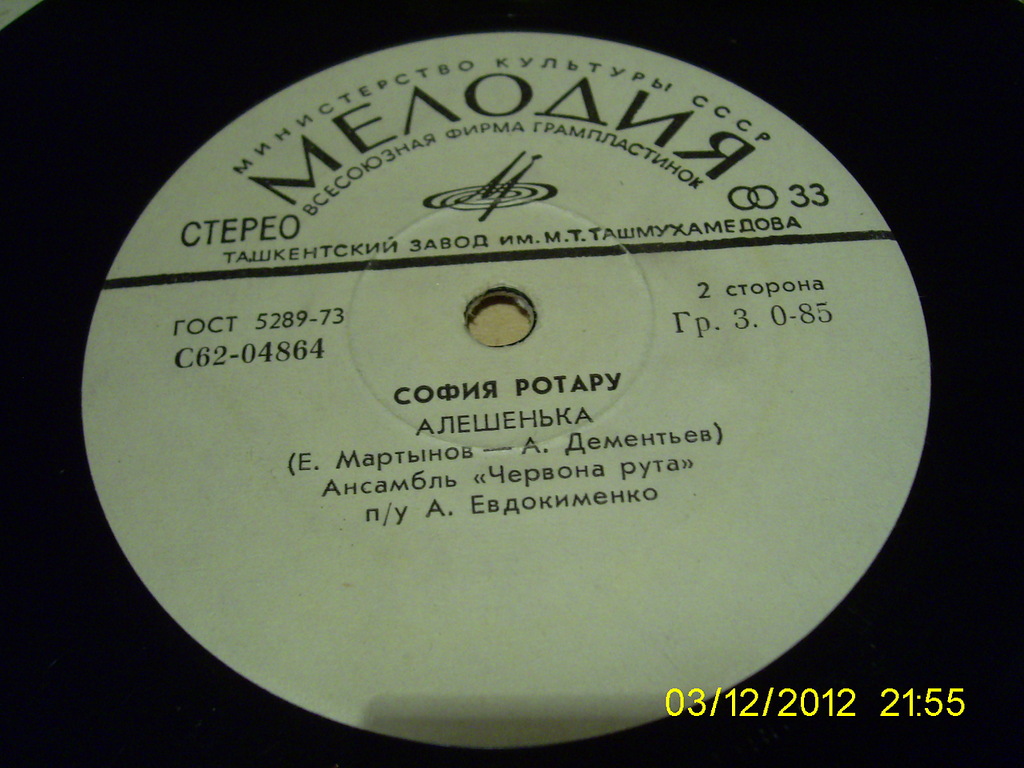 МИНИСТЕРСТВО КУЛЬТУРЫ СССР
МЕЛОДИЯ
ВСЕСОЮЗНАЯ ФИРМА ГРАМПЛАСТИНОК
СТЕРЕО
33
ТАШКЕНТСКИЙ ЗАВОД ИМ. М.Т. ТАШМУХАМЕДОВА
ГОСТ 5289-73
2 сторона
С62-04864
Гр. 3. 0-85
СОФИЯ РОТАРУ
АЛЕШЕНЬКА
(Е. Мартынов — А. Дементьев)
Ансамбль «Червона рута»
п/у А. Евдокименко
03/12/2012 21:55